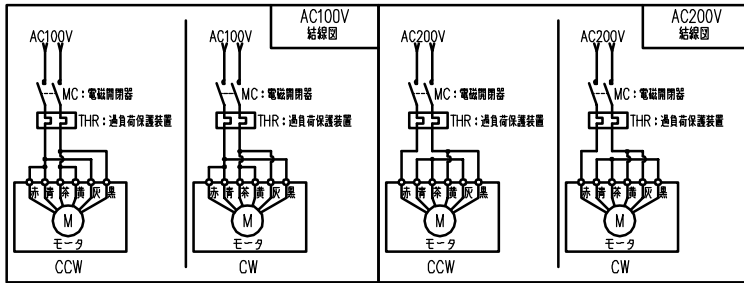 AC100V
結線図
AC100V
MC：電磁開閉器
THR：過負荷保護装置
赤 青 茶 黄 灰 黒
M
モータ
CCW
AC100V
MC：電磁開閉器
THR：過負荷保護装置
赤 青 茶 黄 灰 黒
M
モータ
CW
AC200V
結線図
AC200V
MC：電磁開閉器
THR：過負荷保護装置
赤 青 茶 黄 灰 黒
M
モータ
CCW
AC200V
MC：電磁開閉器
THR：過負荷保護装置
赤 青 茶 黄 灰 黒
M
モータ
CW